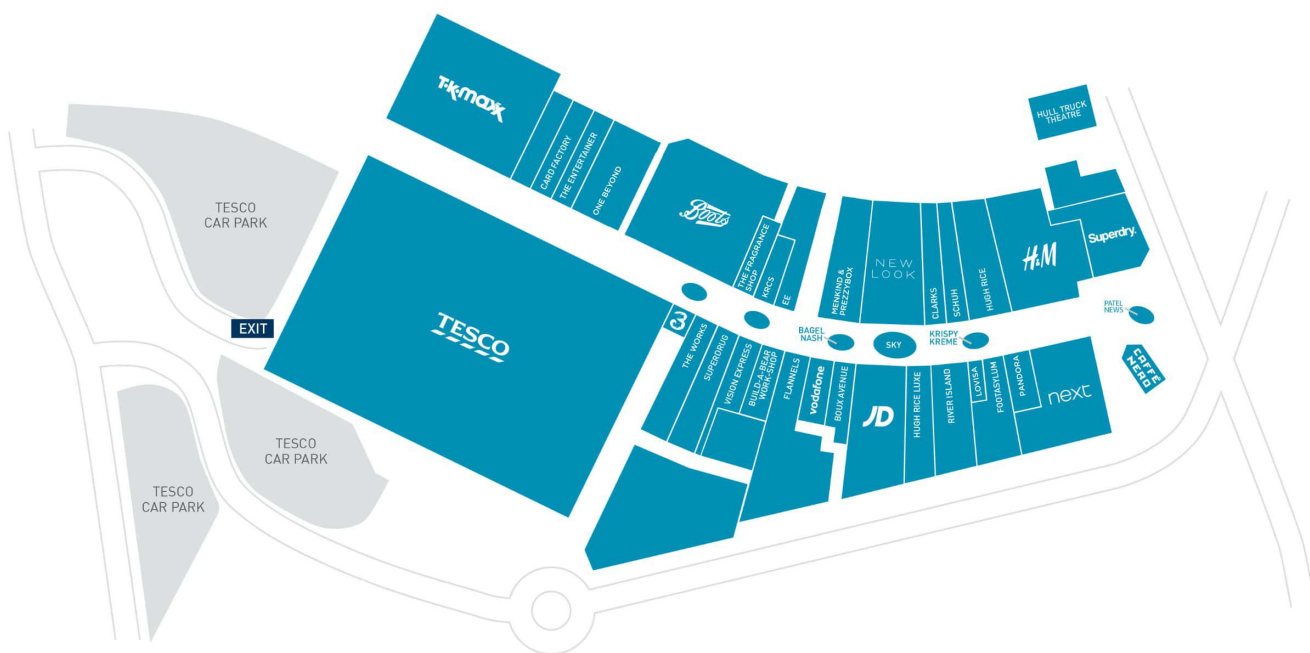 T·K·maxx
CARD FACTORY
THE ENTERTAINER
ONE BEYOND
Boots
THE FRAGRANCE
SHOP
KRCS
EE
MENKIND &
PREZZYBOX
NEW
LOOK
CLARKS
SCHUH
HUGH RICE
H&M
Superdry.
HULL TRUCK
THEATRE
TESCO
CAR PARK
EXIT
TESCO
TESCO
CAR PARK
TESCO
CAR PARK
3
THE WORKS
SUPERDRUG
VISION EXPRESS
BUILD-A-BEAR
WORK-SHOP
FLANNELS
vodafone
BOUX AVENUE
JD
HUGH RICE LUXE
RIVER ISLAND
LOVISA
FOOTASYLUM
PANDORA
next
BAGEL
NASH
SKY
KRISPY
KREME
PATEL
NEWS
CAFFÈ
NERO